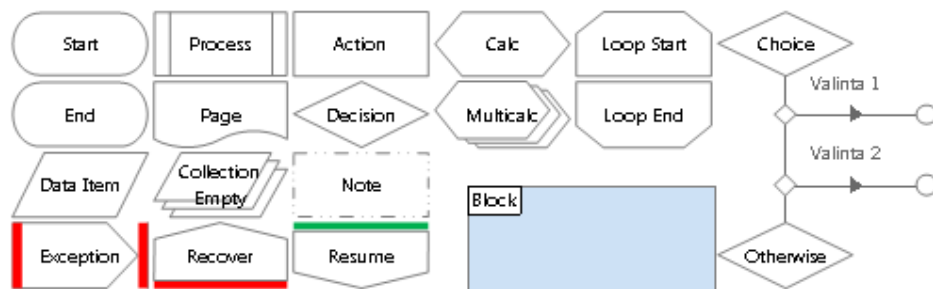 Start
Process
Action
Calc
Loop Start
Choice
End
Page
Decision
Multicalc
Loop End
Valinta 1
Data Item
Collection
Empty
Note
Valinta 2
Block
Exception
Recover
Resume
Otherwise